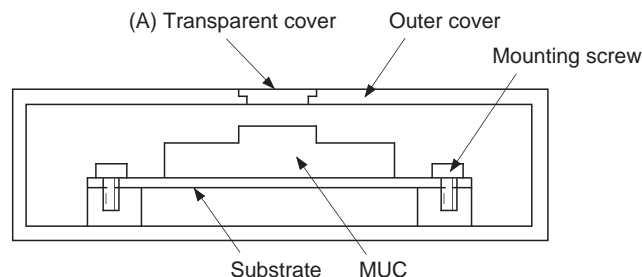 (A) Transparent cover
Outer cover
Mounting screw
Substrate
MUC